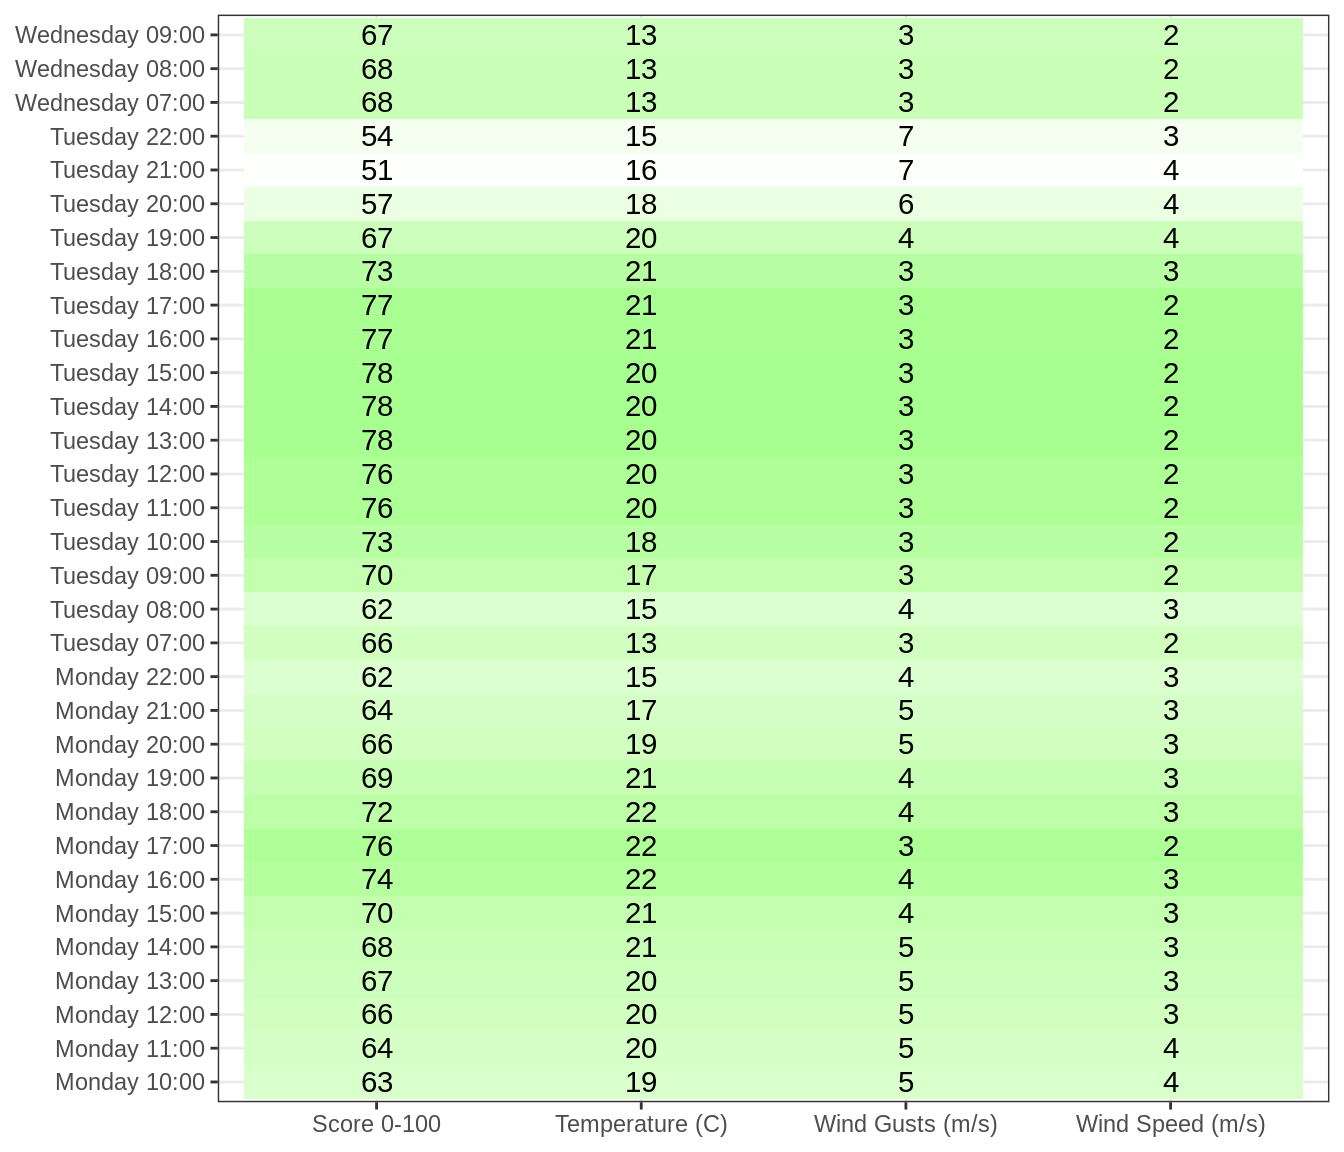 Wednesday 09:00 67 13 3 2
Wednesday 08:00 68 13 3 2
Wednesday 07:00 68 13 3 2
Tuesday 22:00 54 15 7 3
Tuesday 21:00 51 16 7 4
Tuesday 20:00 57 18 6 4
Tuesday 19:00 67 20 4 4
Tuesday 18:00 73 21 3 3
Tuesday 17:00 77 21 3 2
Tuesday 16:00 77 21 3 2
Tuesday 15:00 78 20 3 2
Tuesday 14:00 78 20 3 2
Tuesday 13:00 78 20 3 2
Tuesday 12:00 76 20 3 2
Tuesday 11:00 76 20 3 2
Tuesday 10:00 73 18 3 2
Tuesday 09:00 70 17 3 2
Tuesday 08:00 62 15 4 3
Tuesday 07:00 66 13 3 2
Monday 22:00 62 15 4 3
Monday 21:00 64 17 5 3
Monday 20:00 66 19 5 3
Monday 19:00 69 21 4 3
Monday 18:00 72 22 4 3
Monday 17:00 76 22 3 2
Monday 16:00 74 22 4 3
Monday 15:00 70 21 4 3
Monday 14:00 68 21 5 3
Monday 13:00 67 20 5 3
Monday 12:00 66 20 5 3
Monday 11:00 64 20 5 4
Monday 10:00 63 19 5 4
Score 0-100 Temperature (C) Wind Gusts (m/s) Wind Speed (m/s)